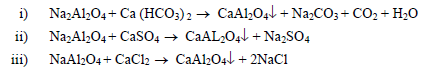 i) Na₂Al₂O₄ + Ca (HCO₃)₂ → CaAl₂O₄↓ + Na₂CO₃ + CO₂ + H₂O
ii) Na₂Al₂O₄ + CaSO₄ → CaAL₂O₄↓ + Na₂SO₄
iii) NaAl₂O₄ + CaCl₂ → CaAl₂O₄↓ + 2NaCl